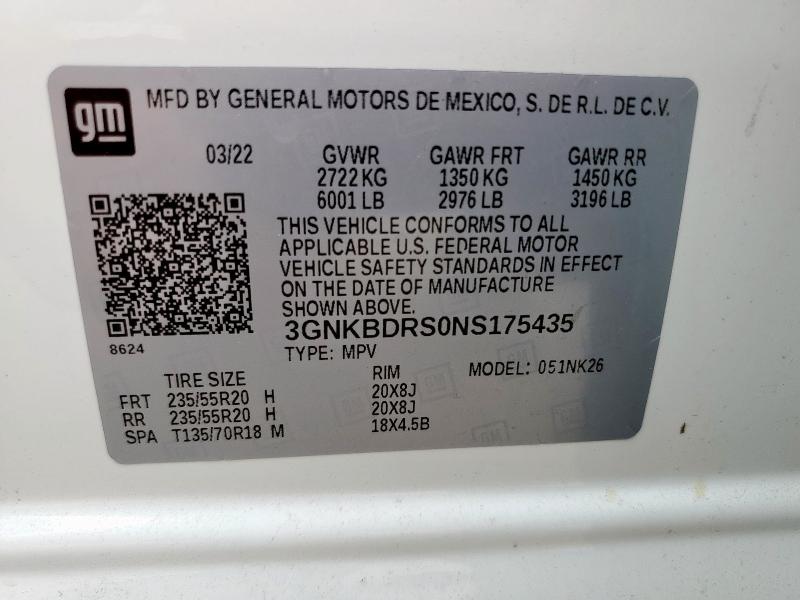 gm
MFD BY GENERAL MOTORS DE MEXICO, S. DE R.L. DE C.V.
03/22 GVWR GAWR FRT GAWR RR
2722 KG 1350 KG 1450 KG
6001 LB 2976 LB 3196 LB
THIS VEHICLE CONFORMS TO ALL
APPLICABLE U.S. FEDERAL MOTOR
VEHICLE SAFETY STANDARDS IN EFFECT
ON THE DATE OF MANUFACTURE
SHOWN ABOVE.
3GNKBDRS0NS175435
8624
TYPE: MPV
MODEL: 051NK26
TIRE SIZE RIM
FRT 235/55R20 H 20X8J
RR 235/55R20 H 20X8J
SPA T135/70R18 M 18X4.5B